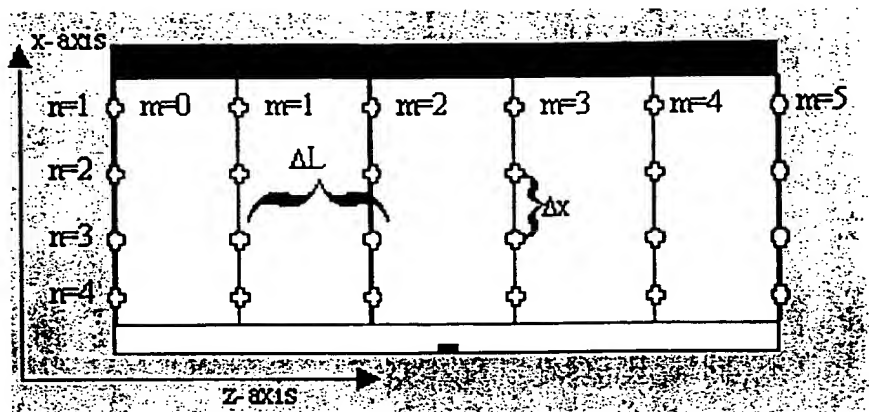 x-axis
n=1 m=0 m=1 m=2 m=3 m=4 m=5
n=2
ΔL
Δx
n=3
n=4
z-axis